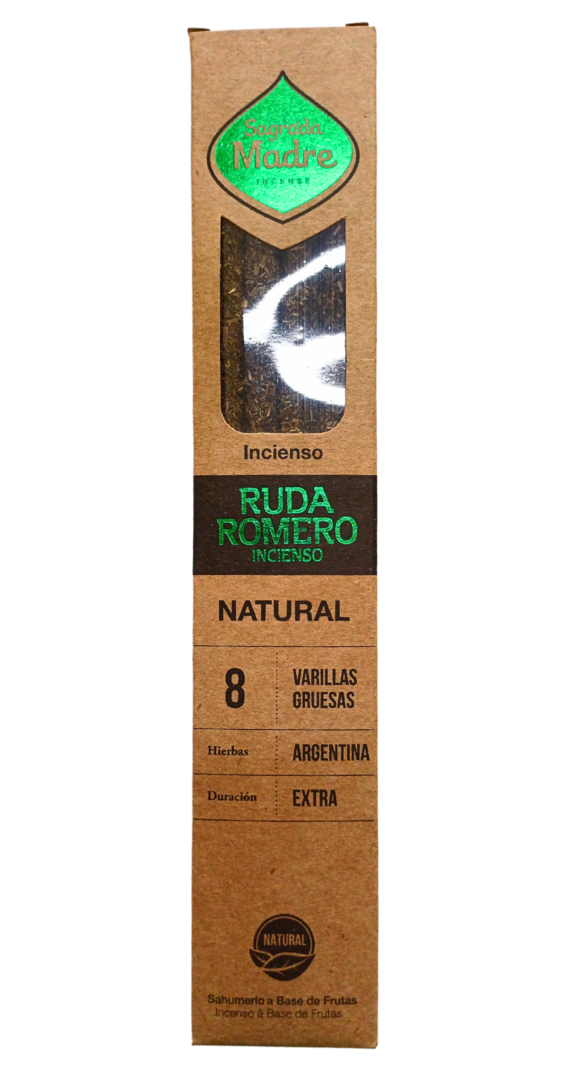 Sagrada
Madre
INCENSE
Incienso
RUDA
ROMERO
INCIENSO
NATURAL
8 VARILLAS
GRUESAS
Hierbas ARGENTINA
Duración EXTRA
NATURAL
Sahumerio a Base de Frutas
Incenso à Base de Frutas